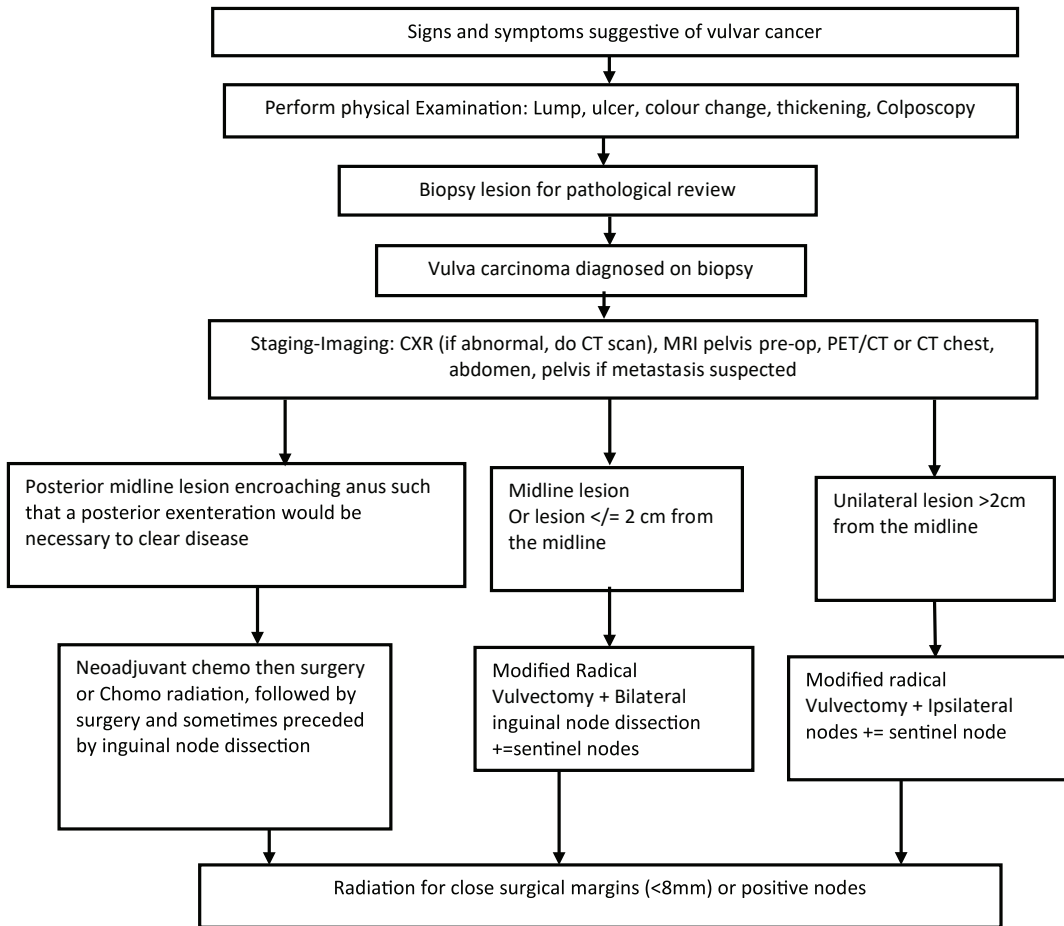 Signs and symptoms suggestive of vulvar cancer
Perform physical Examination: Lump, ulcer, colour change, thickening, Colposcopy
Biopsy lesion for pathological review
Vulva carcinoma diagnosed on biopsy
Staging-Imaging: CXR (if abnormal, do CT scan), MRI pelvis pre-op, PET/CT or CT chest,
abdomen, pelvis if metastasis suspected
Posterior midline lesion encroaching anus such
that a posterior exenteration would be
necessary to clear disease
Midline lesion
Or lesion </= 2 cm from
the midline
Unilateral lesion >2cm
from the midline
Neoadjuvant chemo then surgery
or Chomo radiation, followed by
surgery and sometimes preceded
by inguinal node dissection
Modified Radical
Vulvectomy + Bilateral
inguinal node dissection
+=sentinel nodes
Modified radical
Vulvectomy + Ipsilateral
nodes += sentinel node
Radiation for close surgical margins (<8mm) or positive nodes